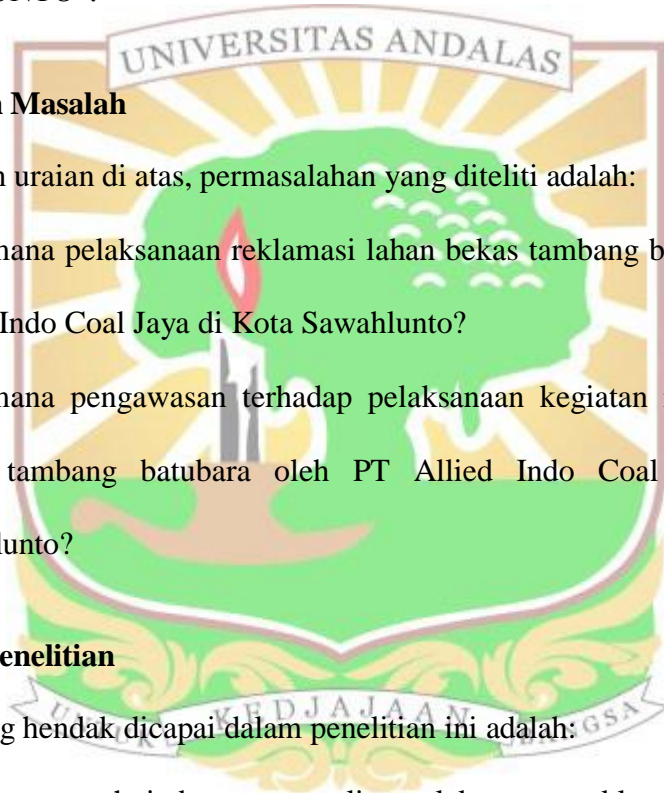 UNIVERSITAS ANDALAS
Masalah
uraian di atas, permasalahan yang diteliti adalah:
mana pelaksanaan reklamasi lahan bekas tambang b
Indo Coal Jaya di Kota Sawahlunto?
mana pengawasan terhadap pelaksanaan kegiatan
tambang batubara oleh PT Allied Indo Coal
lunto?
enelitian
UNTUK KEDJAJAAN BANGSA
g hendak dicapai dalam penelitian ini adalah: